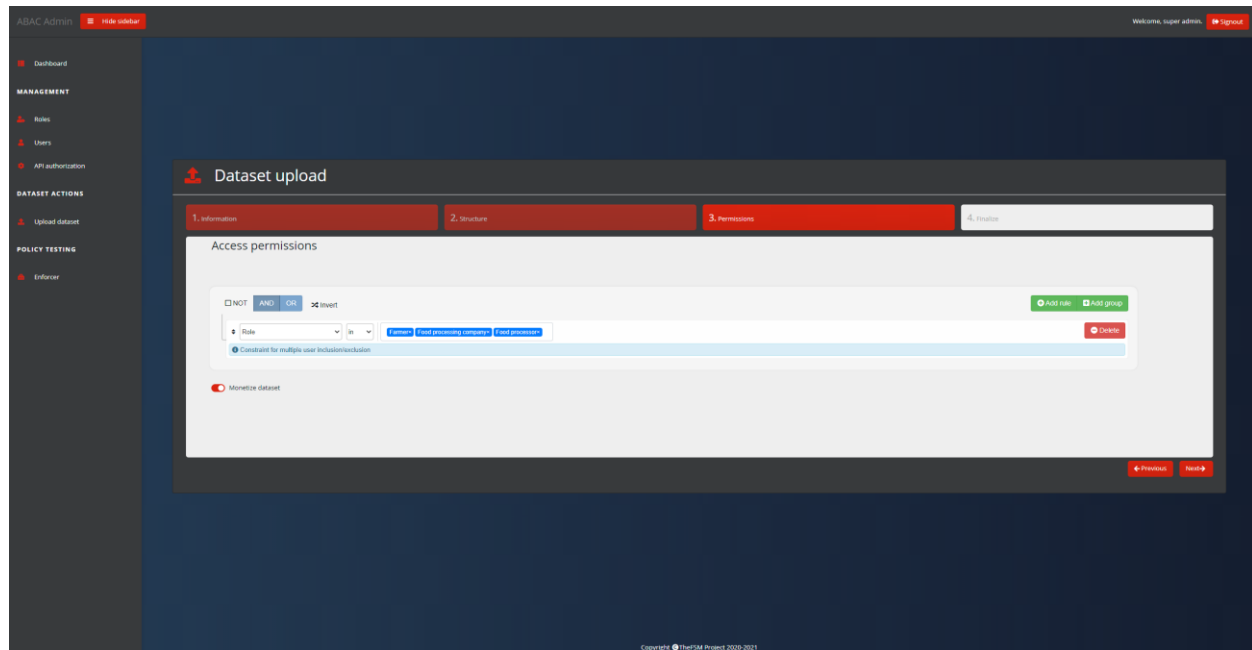 ABAC Admin
Hide sidebar
Welcome, super admin.
Signout
Dashboard
MANAGEMENT
Roles
Users
API authorization
DATASET ACTIONS
Upload dataset
POLICY TESTING
Enforcer
Dataset upload
1. Information
2. Structure
3. Permissions
4. Finalize
Access permissions
NOT AND OR Invert
Add rule Add group
Role in Farmer× Food processing company× Food processor×
Delete
Constraint for multiple user inclusion/exclusion
Monetize dataset
Previous Next
Copyright © TheFSM Project 2020-2021